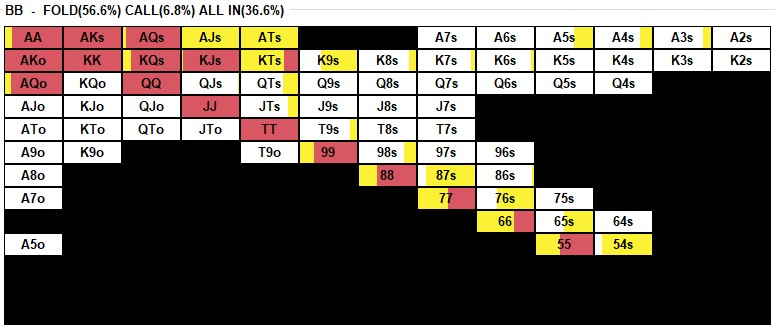 BB - FOLD(56.6%) CALL(6.8%) ALL IN(36.6%)
AA AKs AQs AJs ATs A7s A6s A5s A4s A3s A2s
AKo KK KQs KJs KTs K9s K8s K7s K6s K5s K4s K3s K2s
AQo KQo QQ QJs QTs Q9s Q8s Q7s Q6s Q5s Q4s
AJo KJo QJo JJ JTs J9s J8s J7s
ATo KTo QTo JTo TT T9s T8s T7s
A9o K9o T9o 99 98s 97s 96s
A8o 88 87s 86s
A7o 77 76s 75s
66 65s 64s
A5o 55 54s